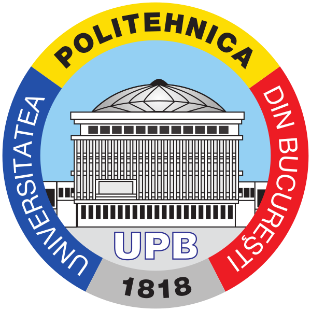 UNIVERSITATEA
POLITEHNICA
DIN BUCUREȘTI
UPB
1818